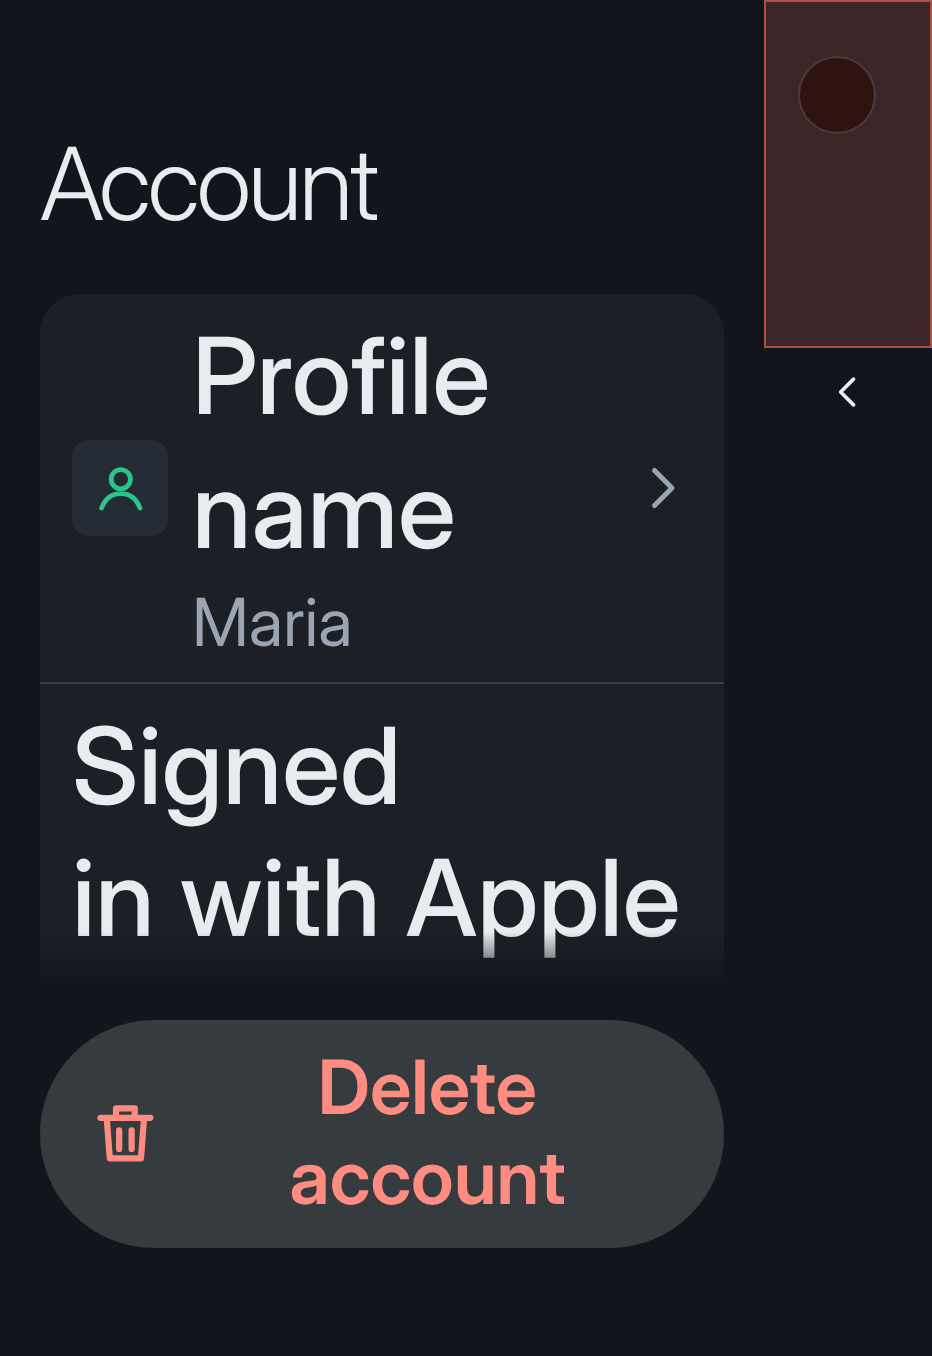 Account
Profile
name
Maria
Signed
in with Apple
Delete
account